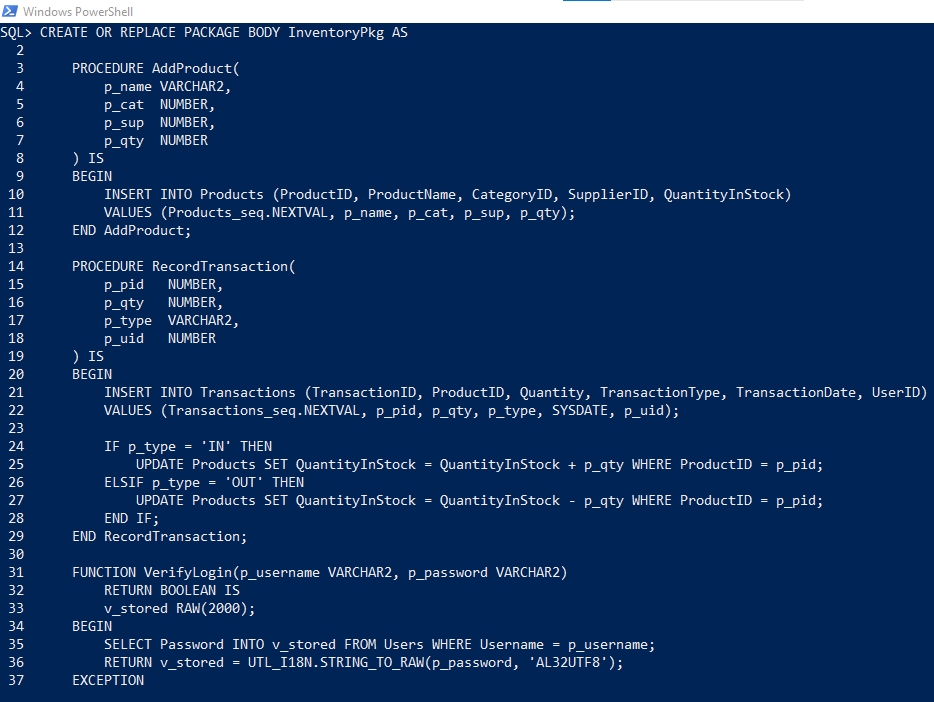 Windows PowerShell
SQL> CREATE OR REPLACE PACKAGE BODY InventoryPkg AS
  2
  3      PROCEDURE AddProduct(
  4          p_name VARCHAR2,
  5          p_cat  NUMBER,
  6          p_sup  NUMBER,
  7          p_qty  NUMBER
  8      ) IS
  9      BEGIN
 10          INSERT INTO Products (ProductID, ProductName, CategoryID, SupplierID, QuantityInStock)
 11          VALUES (Products_seq.NEXTVAL, p_name, p_cat, p_sup, p_qty);
 12      END AddProduct;
 13
 14      PROCEDURE RecordTransaction(
 15          p_pid   NUMBER,
 16          p_qty   NUMBER,
 17          p_type  VARCHAR2,
 18          p_uid   NUMBER
 19      ) IS
 20      BEGIN
 21          INSERT INTO Transactions (TransactionID, ProductID, Quantity, TransactionType, TransactionDate, UserID)
 22          VALUES (Transactions_seq.NEXTVAL, p_pid, p_qty, p_type, SYSDATE, p_uid);
 23
 24          IF p_type = 'IN' THEN
 25              UPDATE Products SET QuantityInStock = QuantityInStock + p_qty WHERE ProductID = p_pid;
 26          ELSIF p_type = 'OUT' THEN
 27              UPDATE Products SET QuantityInStock = QuantityInStock - p_qty WHERE ProductID = p_pid;
 28          END IF;
 29      END RecordTransaction;
 30
 31      FUNCTION VerifyLogin(p_username VARCHAR2, p_password VARCHAR2)
 32          RETURN BOOLEAN IS
 33          v_stored RAW(2000);
 34      BEGIN
 35          SELECT Password INTO v_stored FROM Users WHERE Username = p_username;
 36          RETURN v_stored = UTL_I18N.STRING_TO_RAW(p_password, 'AL32UTF8');
 37      EXCEPTION